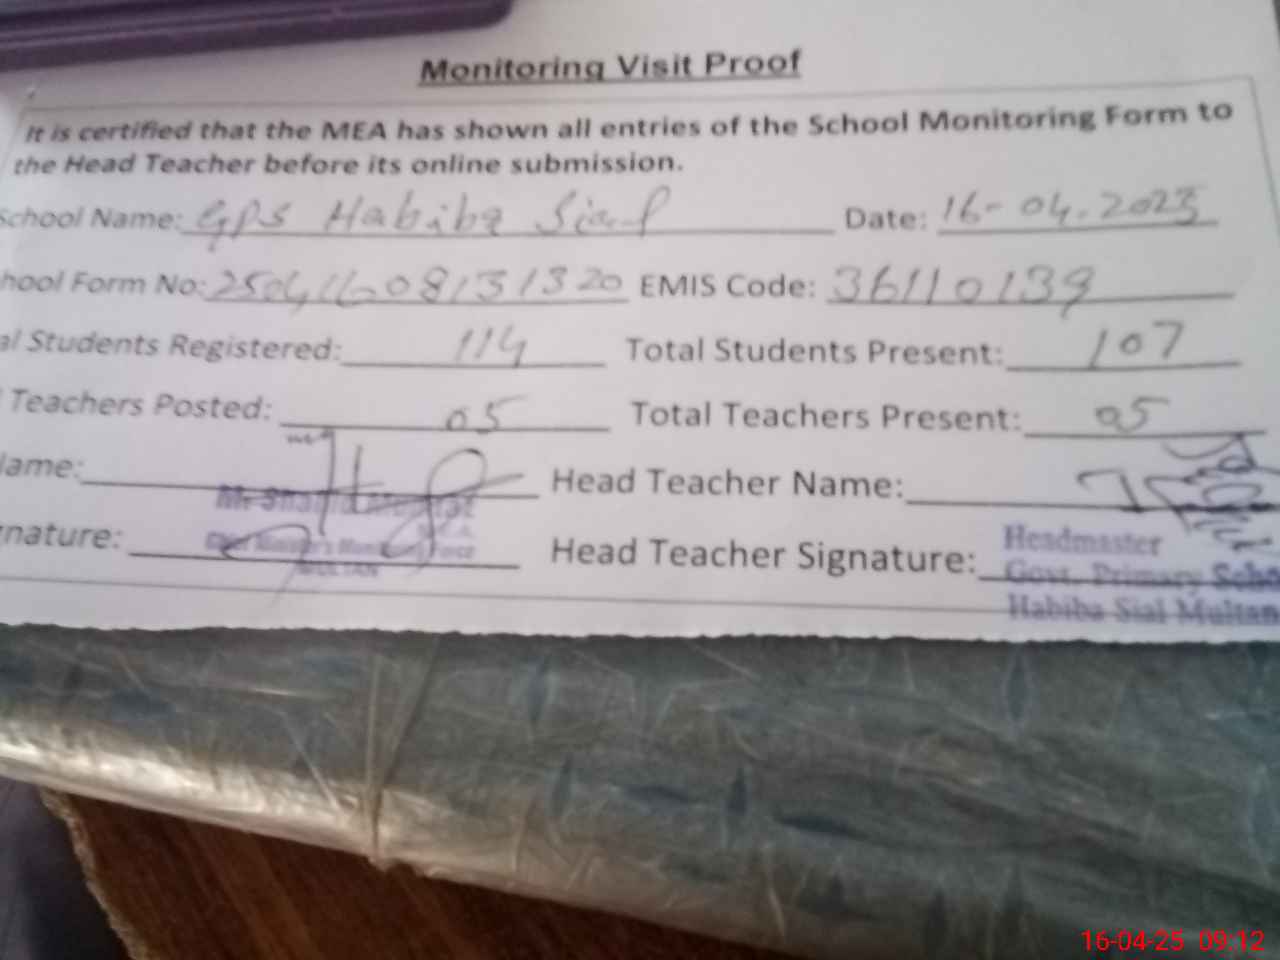 Monitoring Visit Proof
It is certified that the MEA has shown all entries of the School Monitoring Form to
the Head Teacher before its online submission.
School Name: GPS Habiba Sial Date: 16-04.2025
hool Form No: 25041608131320 EMIS Code: 36110139
al Students Registered: 114 Total Students Present: 107
Teachers Posted: 05 Total Teachers Present: 05
ame: Head Teacher Name:
nature: Head Teacher Signature:
Headmaster
Govt. Primary Scho
Habiba Sial Multan
MULTAN
16-04-25 09:12